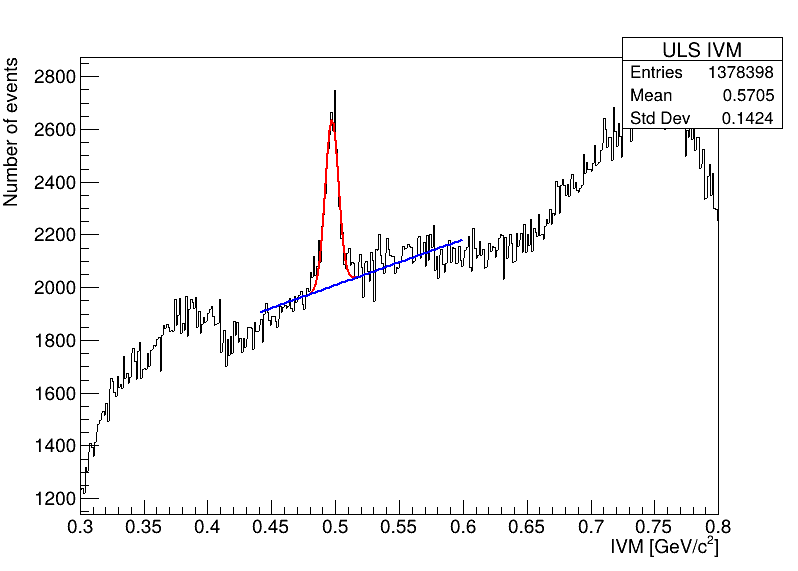 ULS IVM
Entries 1378398
Mean 0.5705
Std Dev 0.1424
Number of events
2800
2600
2400
2200
2000
1800
1600
1400
1200
0.3 0.35 0.4 0.45 0.5 0.55 0.6 0.65 0.7 0.75 0.8
IVM [GeV/c²]